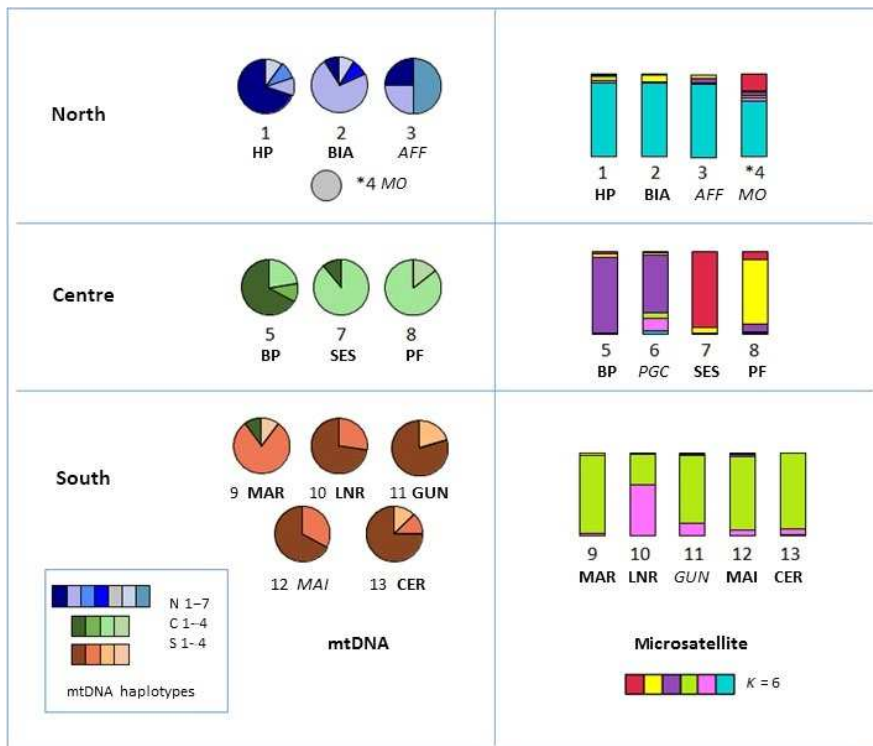 North
1 2 3
HP BIA AFF
*4 MO
1 2 3 *4
HP BIA AFF MO
Centre
5 7 8
BP SES PF
5 6 7 8
BP PGC SES PF
South
9 MAR 10 LNR 11 GUN
12 MAI 13 CER
9 10 11 12 13
MAR LNR GUN MAI CER
N 1–7
C 1-–4
S 1-–4
mtDNA haplotypes
mtDNA
Microsatellite
K = 6